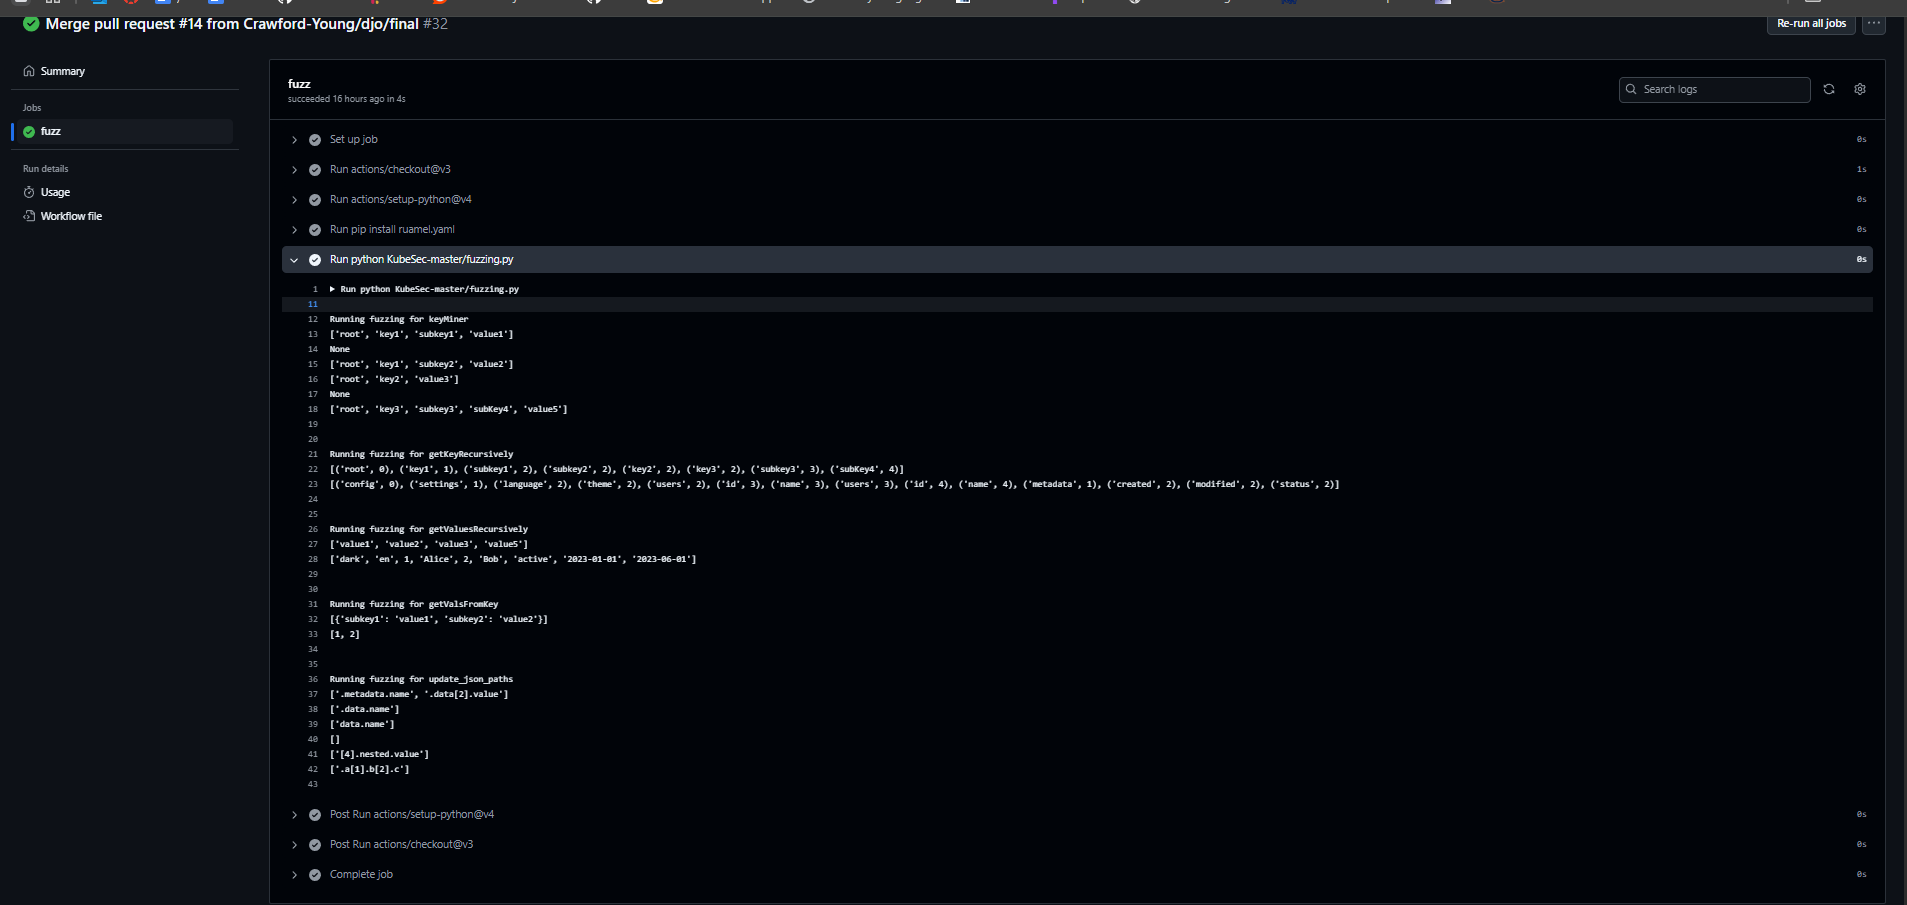 Merge pull request #14 from Crawford-Young/djo/final #32
Re-run all jobs
Summary
Jobs
fuzz
Run details
Usage
Workflow file
fuzz
succeeded 16 hours ago in 4s
Search logs
Set up job 0s
Run actions/checkout@v3 1s
Run actions/setup-python@v4 0s
Run pip install ruamel.yaml 0s
Run python KubeSec-master/fuzzing.py 0s
1 Run python KubeSec-master/fuzzing.py
11
12 Running fuzzing for keyMiner
13 ['root', 'key1', 'subkey1', 'value1']
14 None
15 ['root', 'key1', 'subkey2', 'value2']
16 ['root', 'key2', 'value3']
17 None
18 ['root', 'key3', 'subkey3', 'subKey4', 'value5']
19
20
21 Running fuzzing for getKeyRecursively
22 [('root', 0), ('key1', 1), ('subkey1', 2), ('subkey2', 2), ('key2', 2), ('key3', 2), ('subkey3', 3), ('subKey4', 4)]
23 [('config', 0), ('settings', 1), ('language', 2), ('theme', 2), ('users', 2), ('id', 3), ('name', 3), ('users', 3), ('id', 4), ('name', 4), ('metadata', 1), ('created', 2), ('modified', 2), ('status', 2)]
24
25
26 Running fuzzing for getValuesRecursively
27 ['value1', 'value2', 'value3', 'value5']
28 ['dark', 'en', 1, 'Alice', 2, 'Bob', 'active', '2023-01-01', '2023-06-01']
29
30
31 Running fuzzing for getValsFromKey
32 [{'subkey1': 'value1', 'subkey2': 'value2'}]
33 [1, 2]
34
35
36 Running fuzzing for update_json_paths
37 ['.metadata.name', '.data[2].value']
38 ['.data.name']
39 ['data.name']
40 []
41 ['[4].nested.value']
42 ['.a[1].b[2].c']
43
Post Run actions/setup-python@v4 0s
Post Run actions/checkout@v3 0s
Complete job 0s